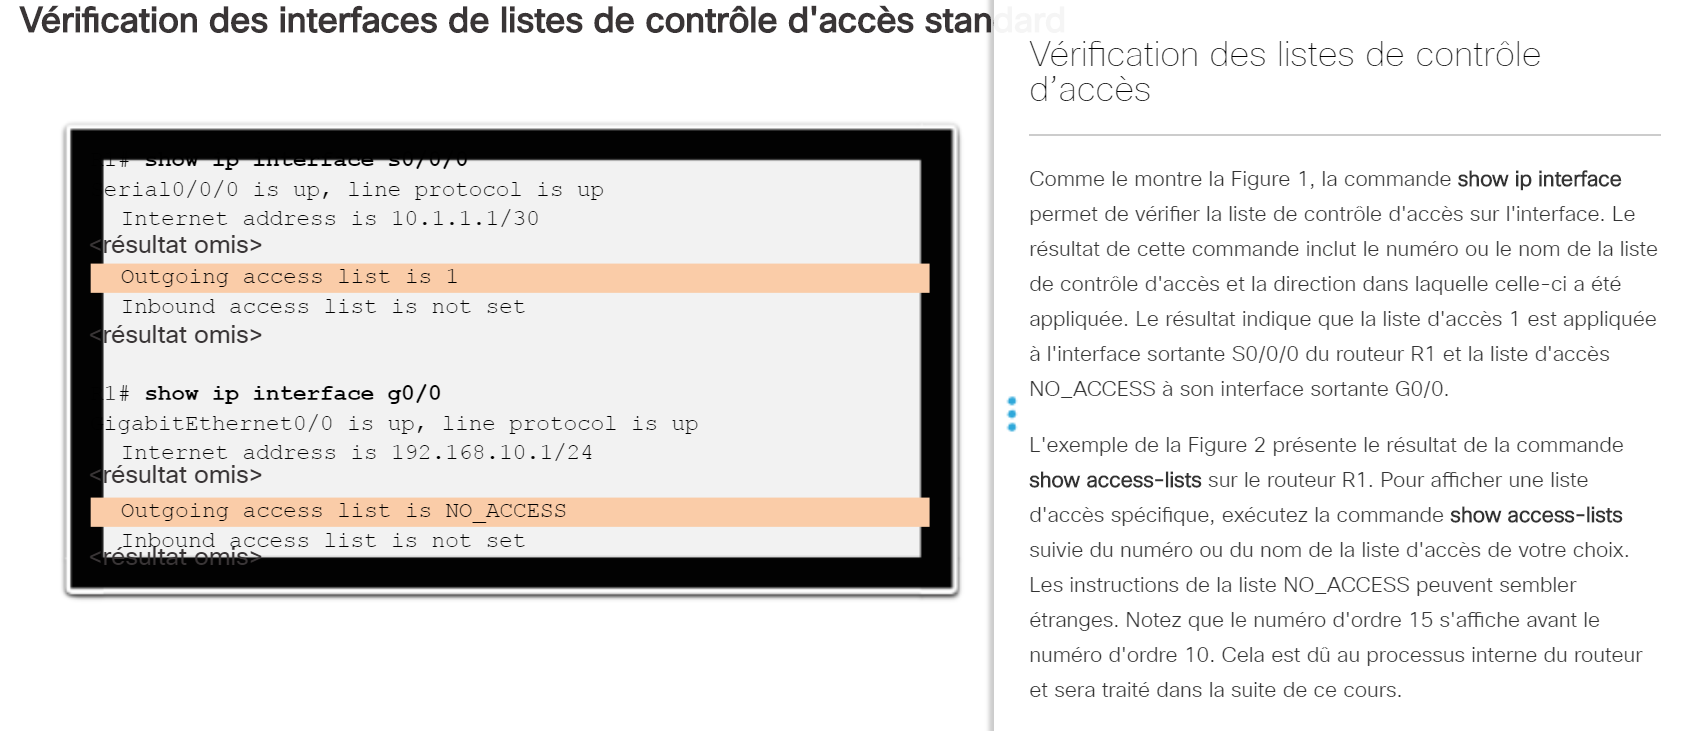 Vérification des interfaces de listes de contrôle d'accès standard
1# show ip interface s0/0/0
erial0/0/0 is up, line protocol is up
Internet address is 10.1.1.1/30
<résultat omis>
Outgoing access list is 1
Inbound access list is not set
<résultat omis>
1# show ip interface g0/0
igabitEthernet0/0 is up, line protocol is up
Internet address is 192.168.10.1/24
<résultat omis>
Outgoing access list is NO_ACCESS
Inbound access list is not set
<résultat omis>
Vérification des listes de contrôle
d’accès
Comme le montre la Figure 1, la commande show ip interface
permet de vérifier la liste de contrôle d'accès sur l'interface. Le
résultat de cette commande inclut le numéro ou le nom de la liste
de contrôle d'accès et la direction dans laquelle celle-ci a été
appliquée. Le résultat indique que la liste d'accès 1 est appliquée
à l'interface sortante S0/0/0 du routeur R1 et la liste d'accès
NO_ACCESS à son interface sortante G0/0.
L'exemple de la Figure 2 présente le résultat de la commande
show access-lists sur le routeur R1. Pour afficher une liste
d'accès spécifique, exécutez la commande show access-lists
suivie du numéro ou du nom de la liste d'accès de votre choix.
Les instructions de la liste NO_ACCESS peuvent sembler
étranges. Notez que le numéro d'ordre 15 s'affiche avant le
numéro d'ordre 10. Cela est dû au processus interne du routeur
et sera traité dans la suite de ce cours.